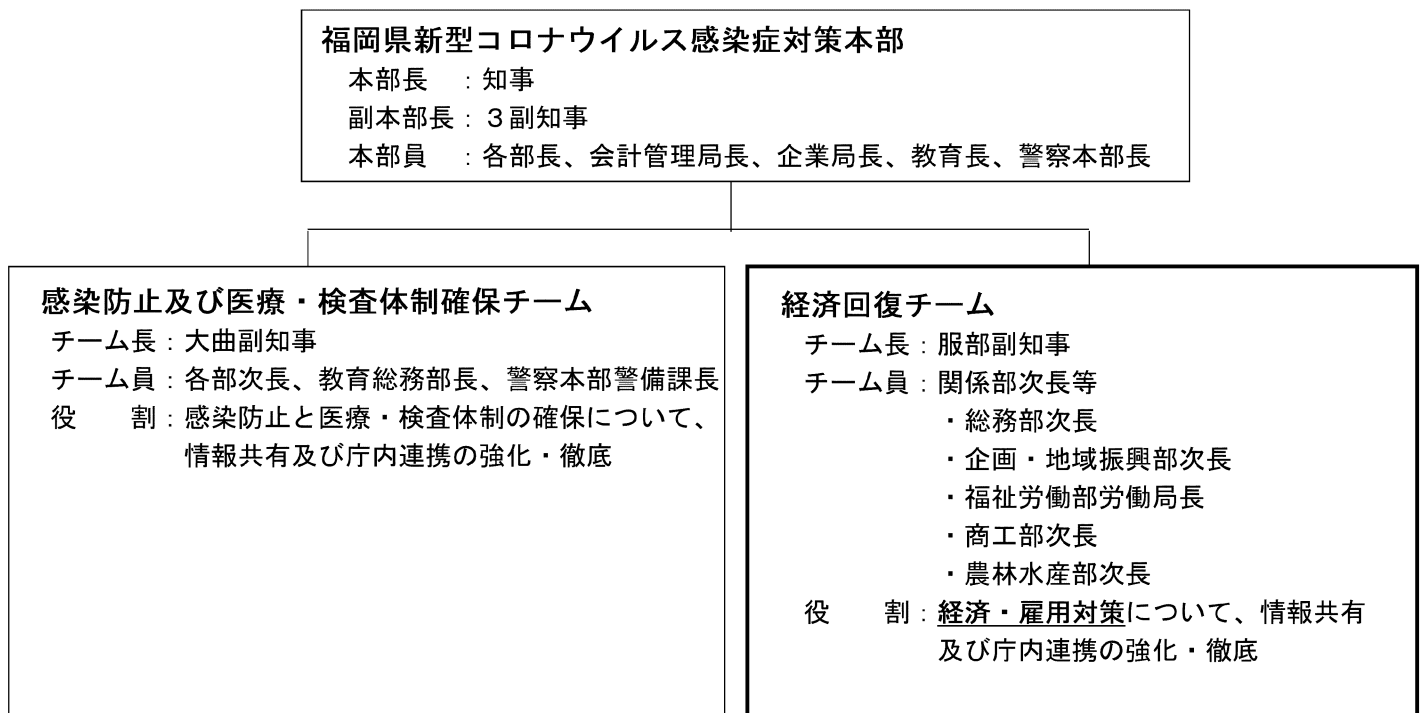 福岡県新型コロナウイルス感染症対策本部
本部長　：知事
副本部長：３副知事
本部員　：各部長、会計管理局長、企業局長、教育長、警察本部長
感染防止及び医療・検査体制確保チーム
チーム長：大曲副知事
チーム員：各部次長、教育総務部長、警察本部警備課長
役　　割：感染防止と医療・検査体制の確保について、
情報共有及び庁内連携の強化・徹底
経済回復チーム
チーム長：服部副知事
チーム員：関係部次長等
・総務部次長
・企画・地域振興部次長
・福祉労働部労働局長
・商工部次長
・農林水産部次長
役　　割：経済・雇用対策について、情報共有
及び庁内連携の強化・徹底